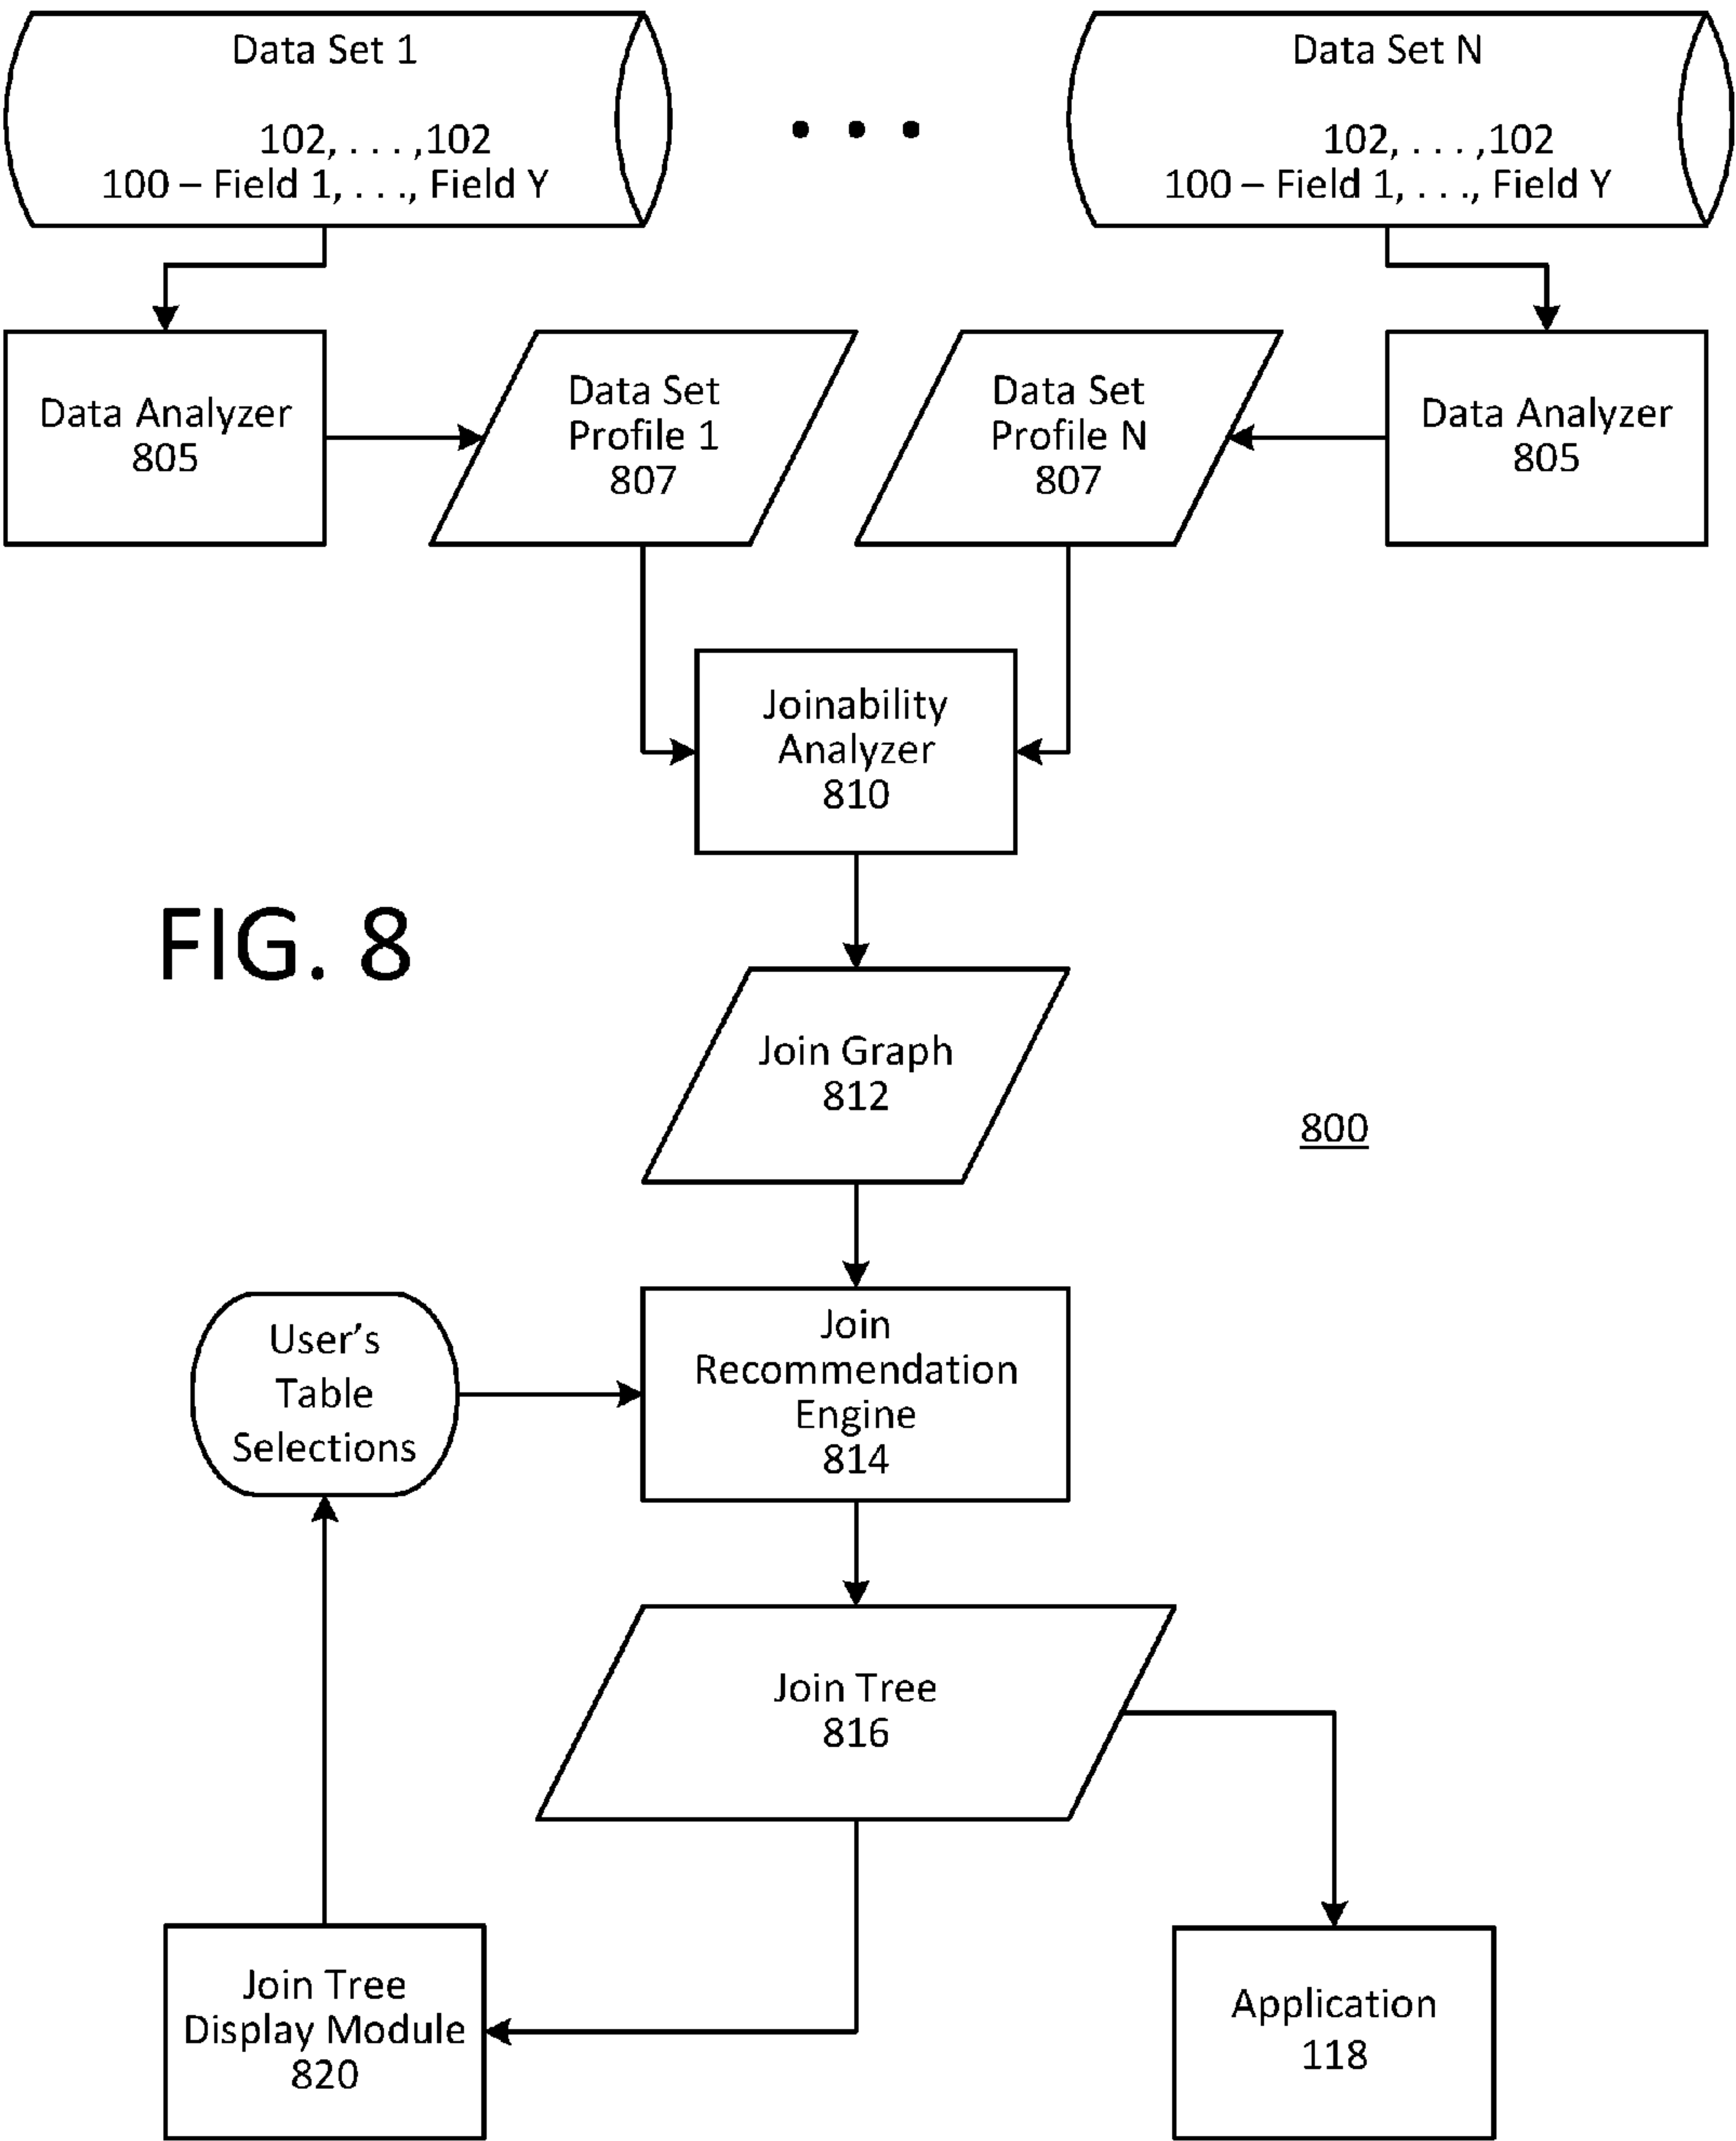 Data Set 1
102, . . . ,102
100 – Field 1, . . ., Field Y
. . .
Data Set N
102, . . . ,102
100 – Field 1, . . ., Field Y
Data Analyzer
805
Data Set
Profile 1
807
Data Set
Profile N
807
Data Analyzer
805
Joinability
Analyzer
810
FIG. 8
Join Graph
812
800
User’s
Table
Selections
Join
Recommendation
Engine
814
Join Tree
816
Join Tree
Display Module
820
Application
118